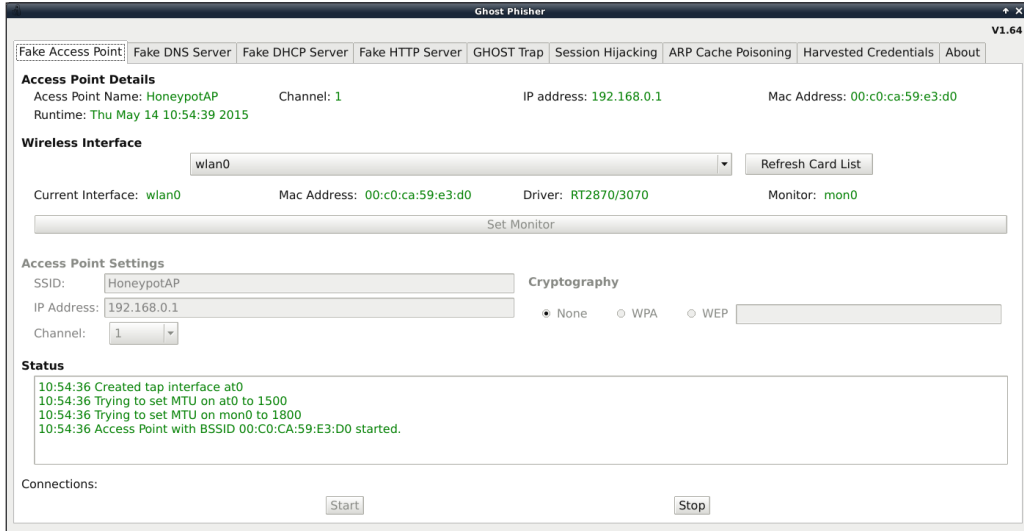 Ghost Phisher
V1.64
Fake Access Point Fake DNS Server Fake DHCP Server Fake HTTP Server GHOST Trap Session Hijacking ARP Cache Poisoning Harvested Credentials About
Access Point Details
Acess Point Name: HoneypotAP Channel: 1 IP address: 192.168.0.1 Mac Address: 00:c0:ca:59:e3:d0
Runtime: Thu May 14 10:54:39 2015
Wireless Interface
wlan0 Refresh Card List
Current Interface: wlan0 Mac Address: 00:c0:ca:59:e3:d0 Driver: RT2870/3070 Monitor: mon0
Set Monitor
Access Point Settings
SSID: HoneypotAP Cryptography
IP Address: 192.168.0.1 None WPA WEP
Channel: 1
Status
10:54:36 Created tap interface at0
10:54:36 Trying to set MTU on at0 to 1500
10:54:36 Trying to set MTU on mon0 to 1800
10:54:36 Access Point with BSSID 00:C0:CA:59:E3:D0 started.
Connections:
Start Stop